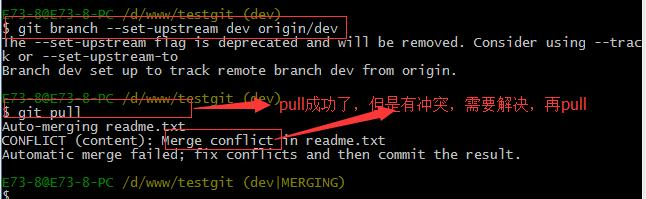 E73-8@E73-8-PC /d/www/testgit (dev)
$ git branch --set-upstream dev origin/dev
The --set-upstream flag is deprecated and will be removed. Consider using --trac
k or --set-upstream-to
Branch dev set up to track remote branch dev from origin.
E73-8@E73-8-PC /d/www/testgit (dev)
$ git pull
pull成功了，但是有冲突，需要解决，再pull
Auto-merging readme.txt
CONFLICT (content): Merge conflict in readme.txt
Automatic merge failed; fix conflicts and then commit the result.
E73-8@E73-8-PC /d/www/testgit (dev|MERGING)
$